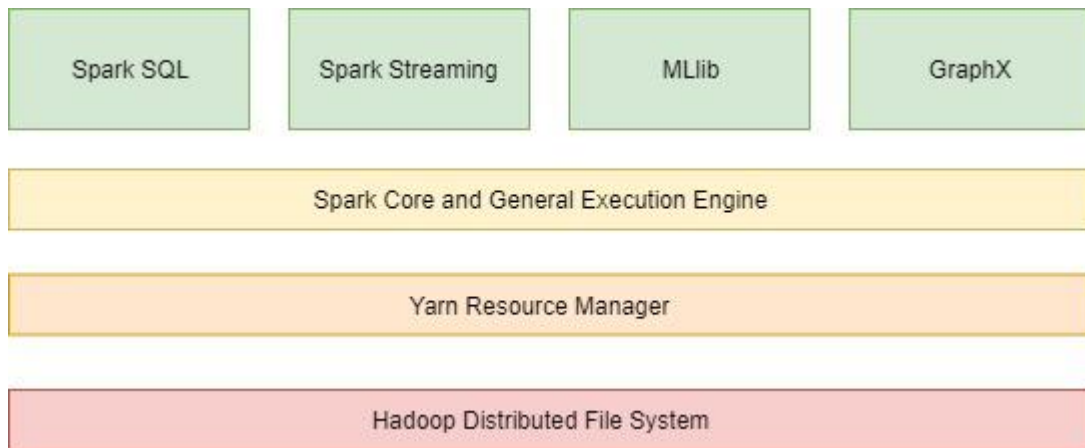 Spark SQL
Spark Streaming
MLlib
GraphX
Spark Core and General Execution Engine
Yarn Resource Manager
Hadoop Distributed File System